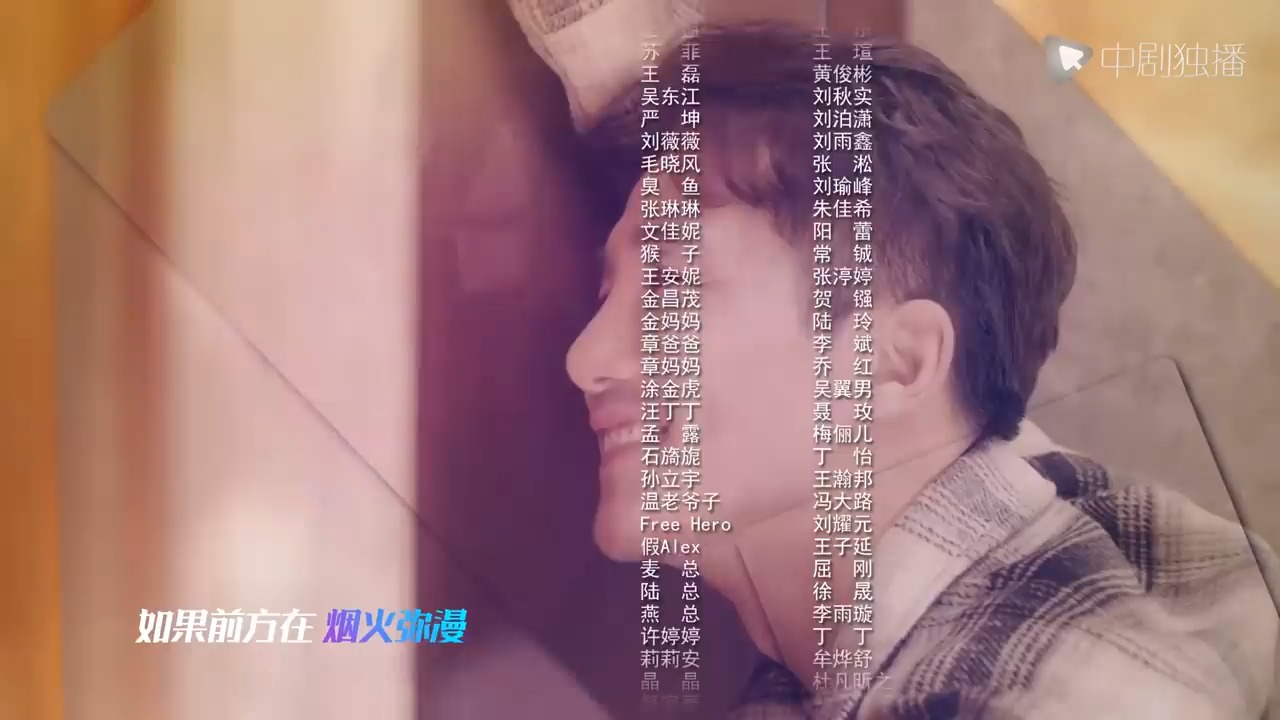 中剧独播
苏 菲 王 瑄
王 磊 黄俊彬
吴东江 刘秋实
严 坤 刘泊潇
刘薇薇 刘雨鑫
毛晓风 张 淞
臭 鱼 刘瑜峰
张琳琳 朱佳希
文佳妮 阳 蕾
猴 子 常 铖
王安妮 张渟婷
金昌茂 贺 镪
金妈妈 陆 玲
章爸爸 李 斌
章妈妈 乔 红
涂金虎 吴翼男
汪丁丁 聂 玫
孟 露 梅俪儿
石旖旎 丁 怡
孙立宇 王瀚邦
温老爷子 冯大路
Free Hero 刘耀元
假Alex 王子延
麦 总 屈 刚
陆 总 徐 晟
燕 总 李雨璇
许婷婷 丁 丁
莉莉安 牟烨舒
晶 晶 杜凡昕之
如果前方在 烟火弥漫